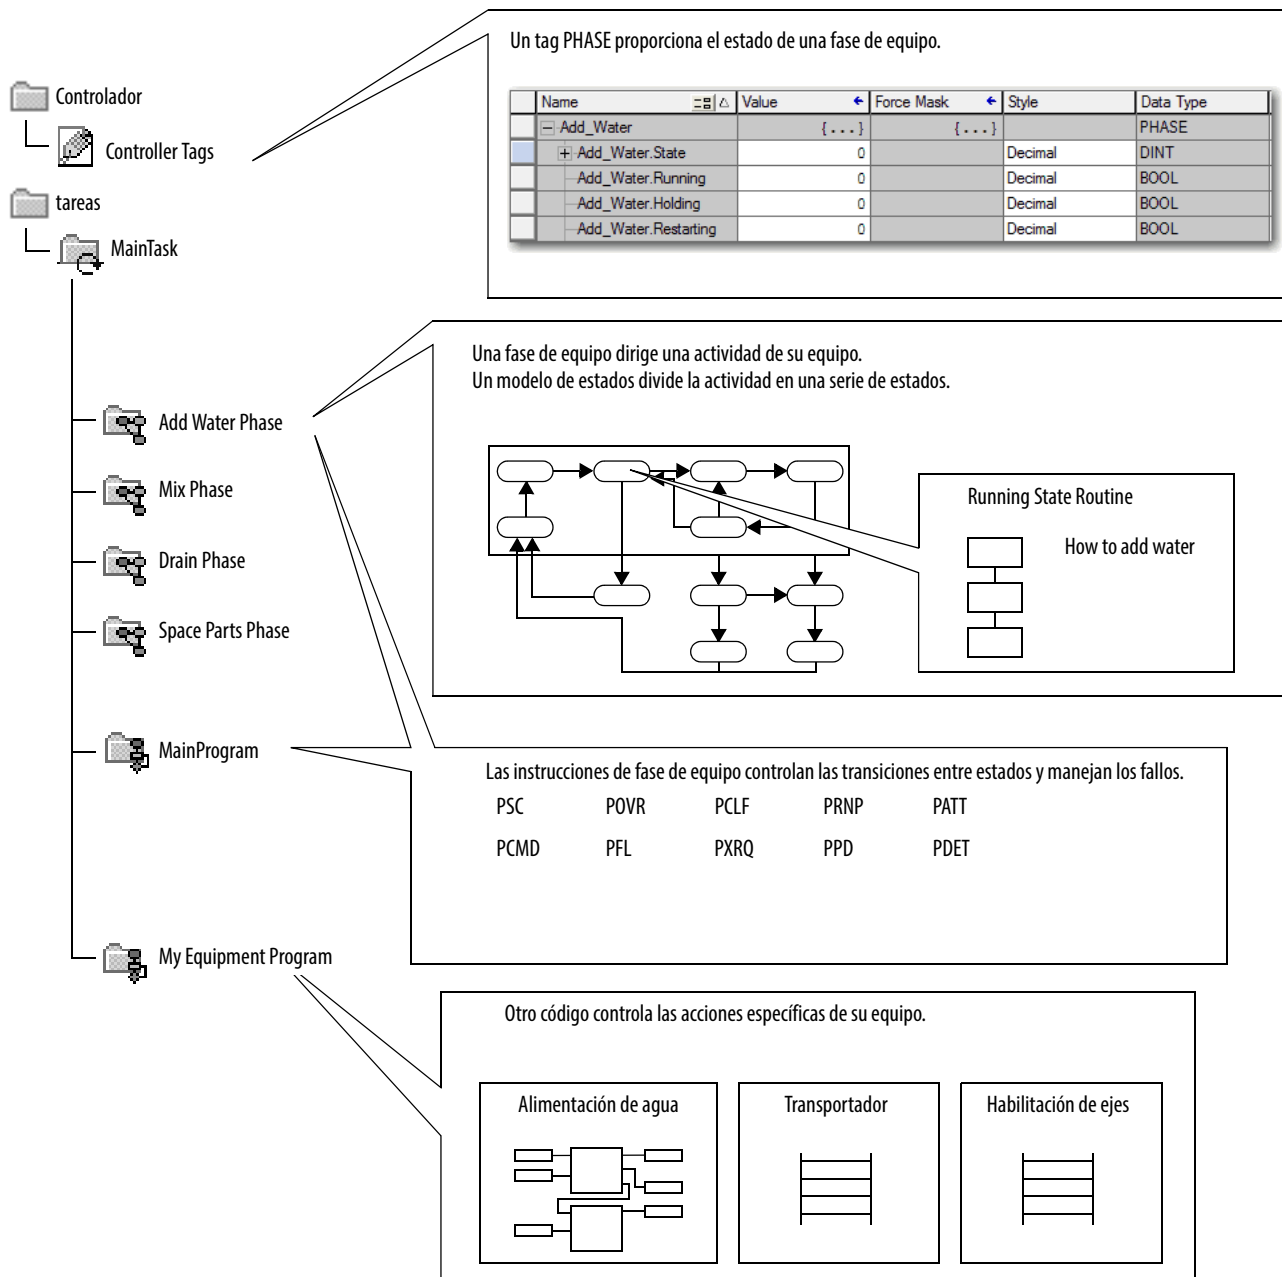 Un tag PHASE proporciona el estado de una fase de equipo.
Controlador
Controller Tags
tareas
MainTask
Name Value Force Mask Style Data Type
Add_Water {...} {...} PHASE
Add_Water.State 0 Decimal DINT
Add_Water.Running 0 Decimal BOOL
Add_Water.Holding 0 Decimal BOOL
Add_Water.Restarting 0 Decimal BOOL
Una fase de equipo dirige una actividad de su equipo.
Un modelo de estados divide la actividad en una serie de estados.
Add Water Phase
Mix Phase
Drain Phase
Space Parts Phase
Running State Routine
How to add water
MainProgram
Las instrucciones de fase de equipo controlan las transiciones entre estados y manejan los fallos.
PSC POVR PCLF PRNP PATT
PCMD PFL PXRQ PPD PDET
My Equipment Program
Otro código controla las acciones específicas de su equipo.
Alimentación de agua
Transportador
Habilitación de ejes